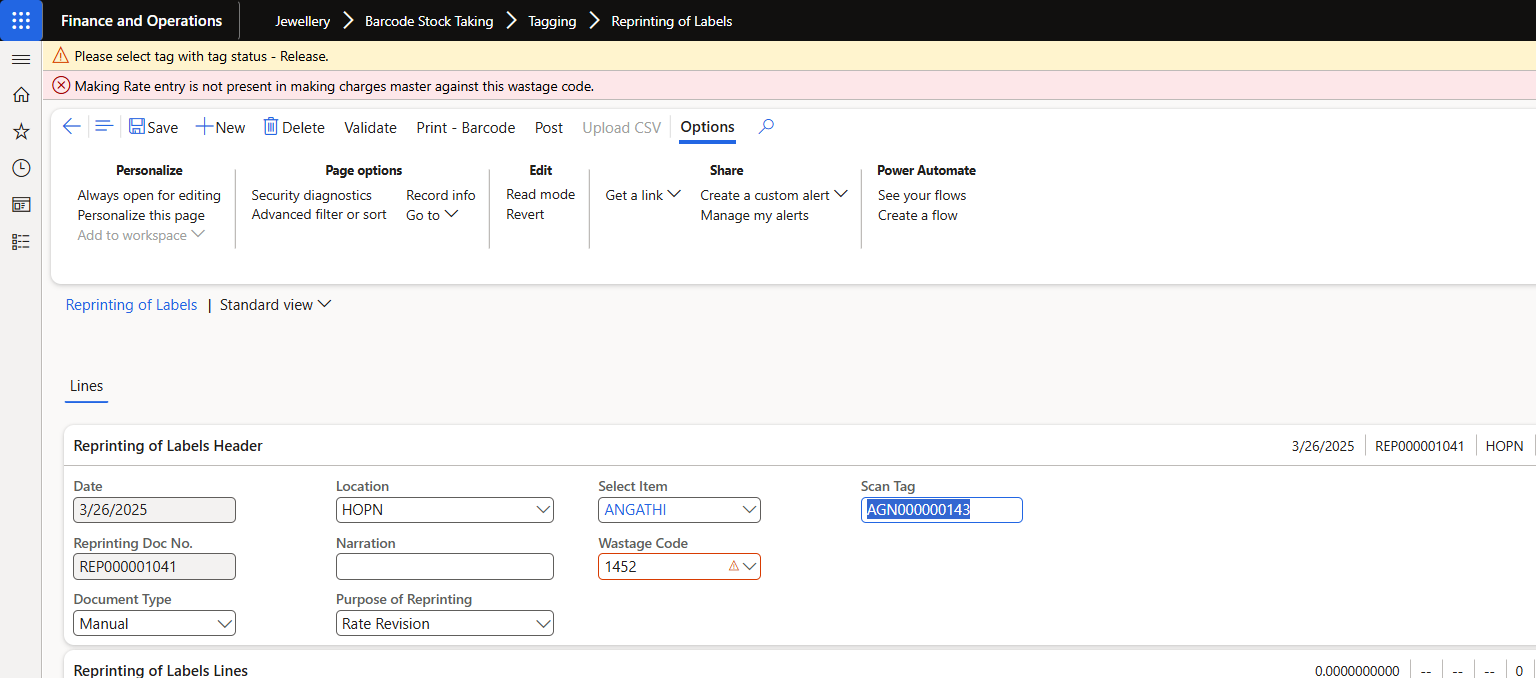 Finance and Operations Jewellery Barcode Stock Taking Tagging Reprinting of Labels
Please select tag with tag status - Release.
Making Rate entry is not present in making charges master against this wastage code.
Save New Delete Validate Print - Barcode Post Upload CSV Options
Personalize Page options Edit Share Power Automate
Always open for editing Security diagnostics Record info Read mode Get a link Create a custom alert See your flows
Personalize this page Advanced filter or sort Go to Revert Manage my alerts Create a flow
Add to workspace
Reprinting of Labels | Standard view
Lines
Reprinting of Labels Header 3/26/2025 REP000001041 HOPN
Date Location Select Item Scan Tag
3/26/2025 HOPN ANGATHI AGN000000143
Reprinting Doc No. Narration Wastage Code
REP000001041 1452
Document Type Purpose of Reprinting
Manual Rate Revision
Reprinting of Labels Lines 0.0000000000 -- -- -- 0